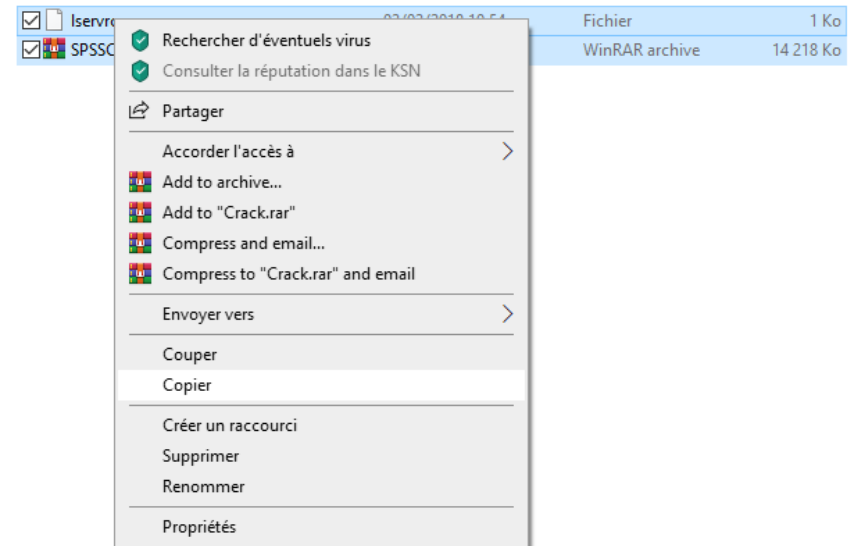 Fichier 1 Ko
WinRAR archive 14 218 Ko
Rechercher d'éventuels virus
Consulter la réputation dans le KSN
Partager
Accorder l'accès à
Add to archive...
Add to "Crack.rar"
Compress and email...
Compress to "Crack.rar" and email
Envoyer vers
Couper
Copier
Créer un raccourci
Supprimer
Renommer
Propriétés